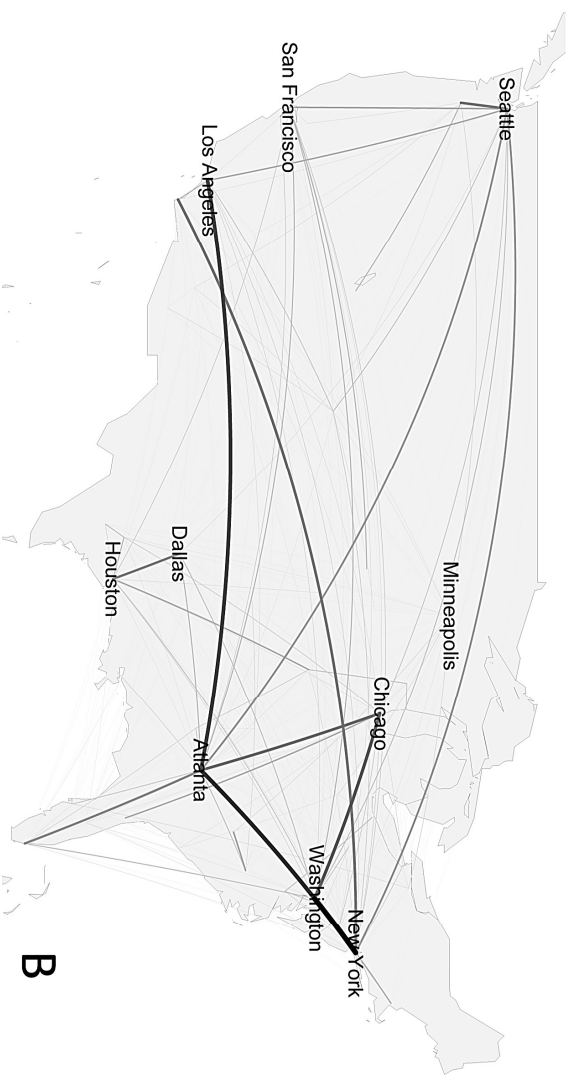 Seattle
San Francisco
Los Angeles
Minneapolis
Chicago
New York
Washington
Dallas
Atlanta
Houston
B